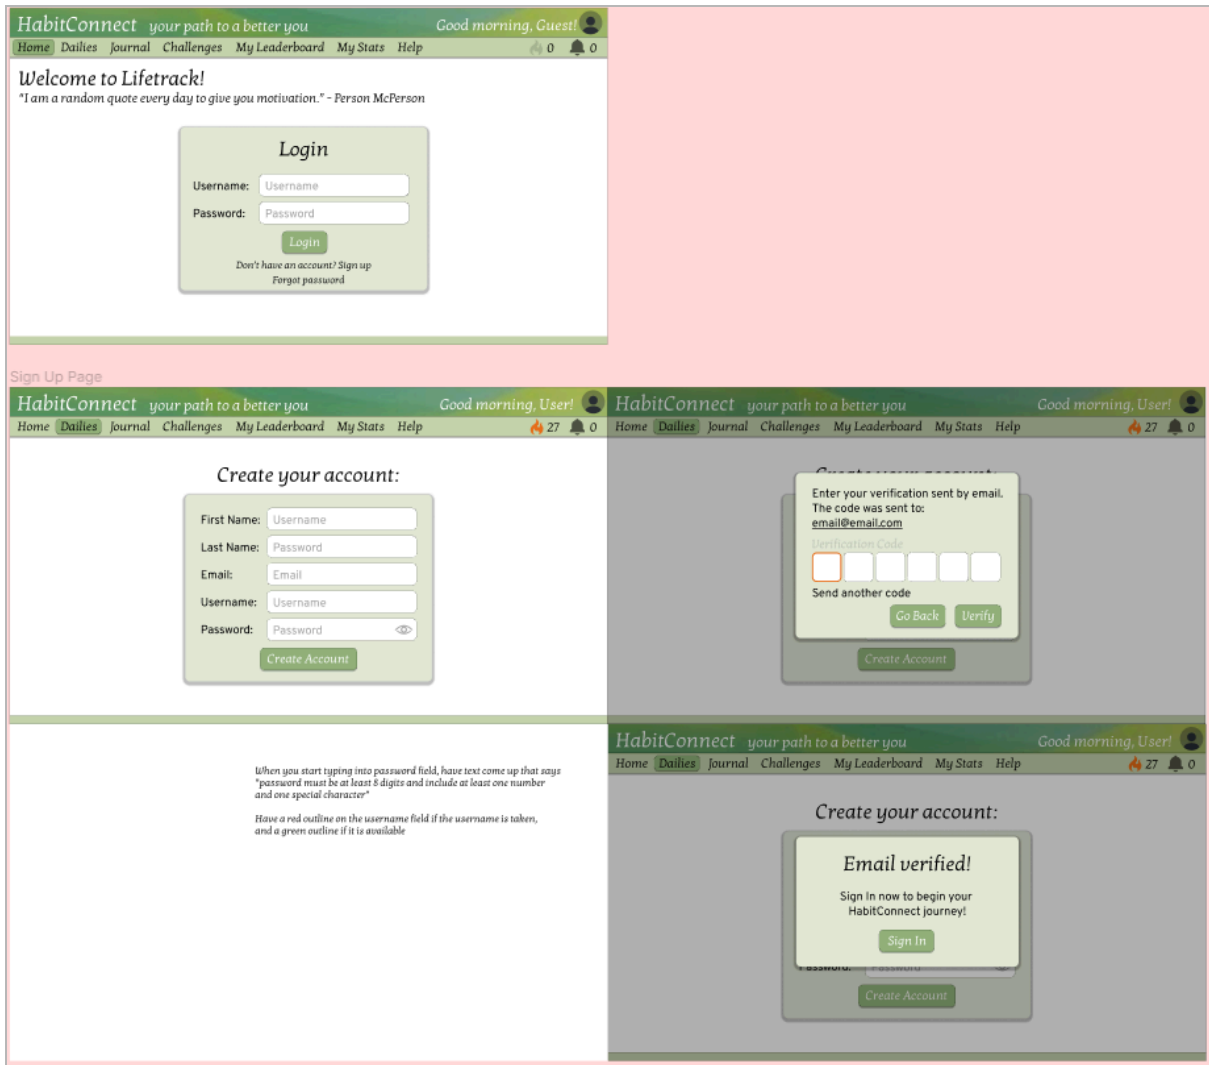 HabitConnect your path to a better you Good morning, Guest!
Home Dailies Journal Challenges My Leaderboard My Stats Help 0 0
Welcome to Lifetrack!
"I am a random quote every day to give you motivation." - Person McPerson
Login
Username: Username
Password: Password
Login
Don't have an account? Sign up
Forgot password
Sign Up Page
HabitConnect your path to a better you Good morning, User!
Home Dailies Journal Challenges My Leaderboard My Stats Help 27 0
Create your account:
First Name: Username
Last Name: Password
Email: Email
Username: Username
Password: Password
Create Account
HabitConnect your path to a better you Good morning, User!
Home Dailies Journal Challenges My Leaderboard My Stats Help 27 0
Create your account:
Enter your verification sent by email.
The code was sent to:
email@email.com
Verification Code
Send another code
Go Back Verify
Create Account
When you start typing into password field, have text come up that says
"password must be at least 8 digits and include at least one number
and one special character"
Have a red outline on the username field if the username is taken,
and a green outline if it is available
HabitConnect your path to a better you Good morning, User!
Home Dailies Journal Challenges My Leaderboard My Stats Help 27 0
Create your account:
Email verified!
Sign In now to begin your
HabitConnect journey!
Sign In
Password: Password
Create Account